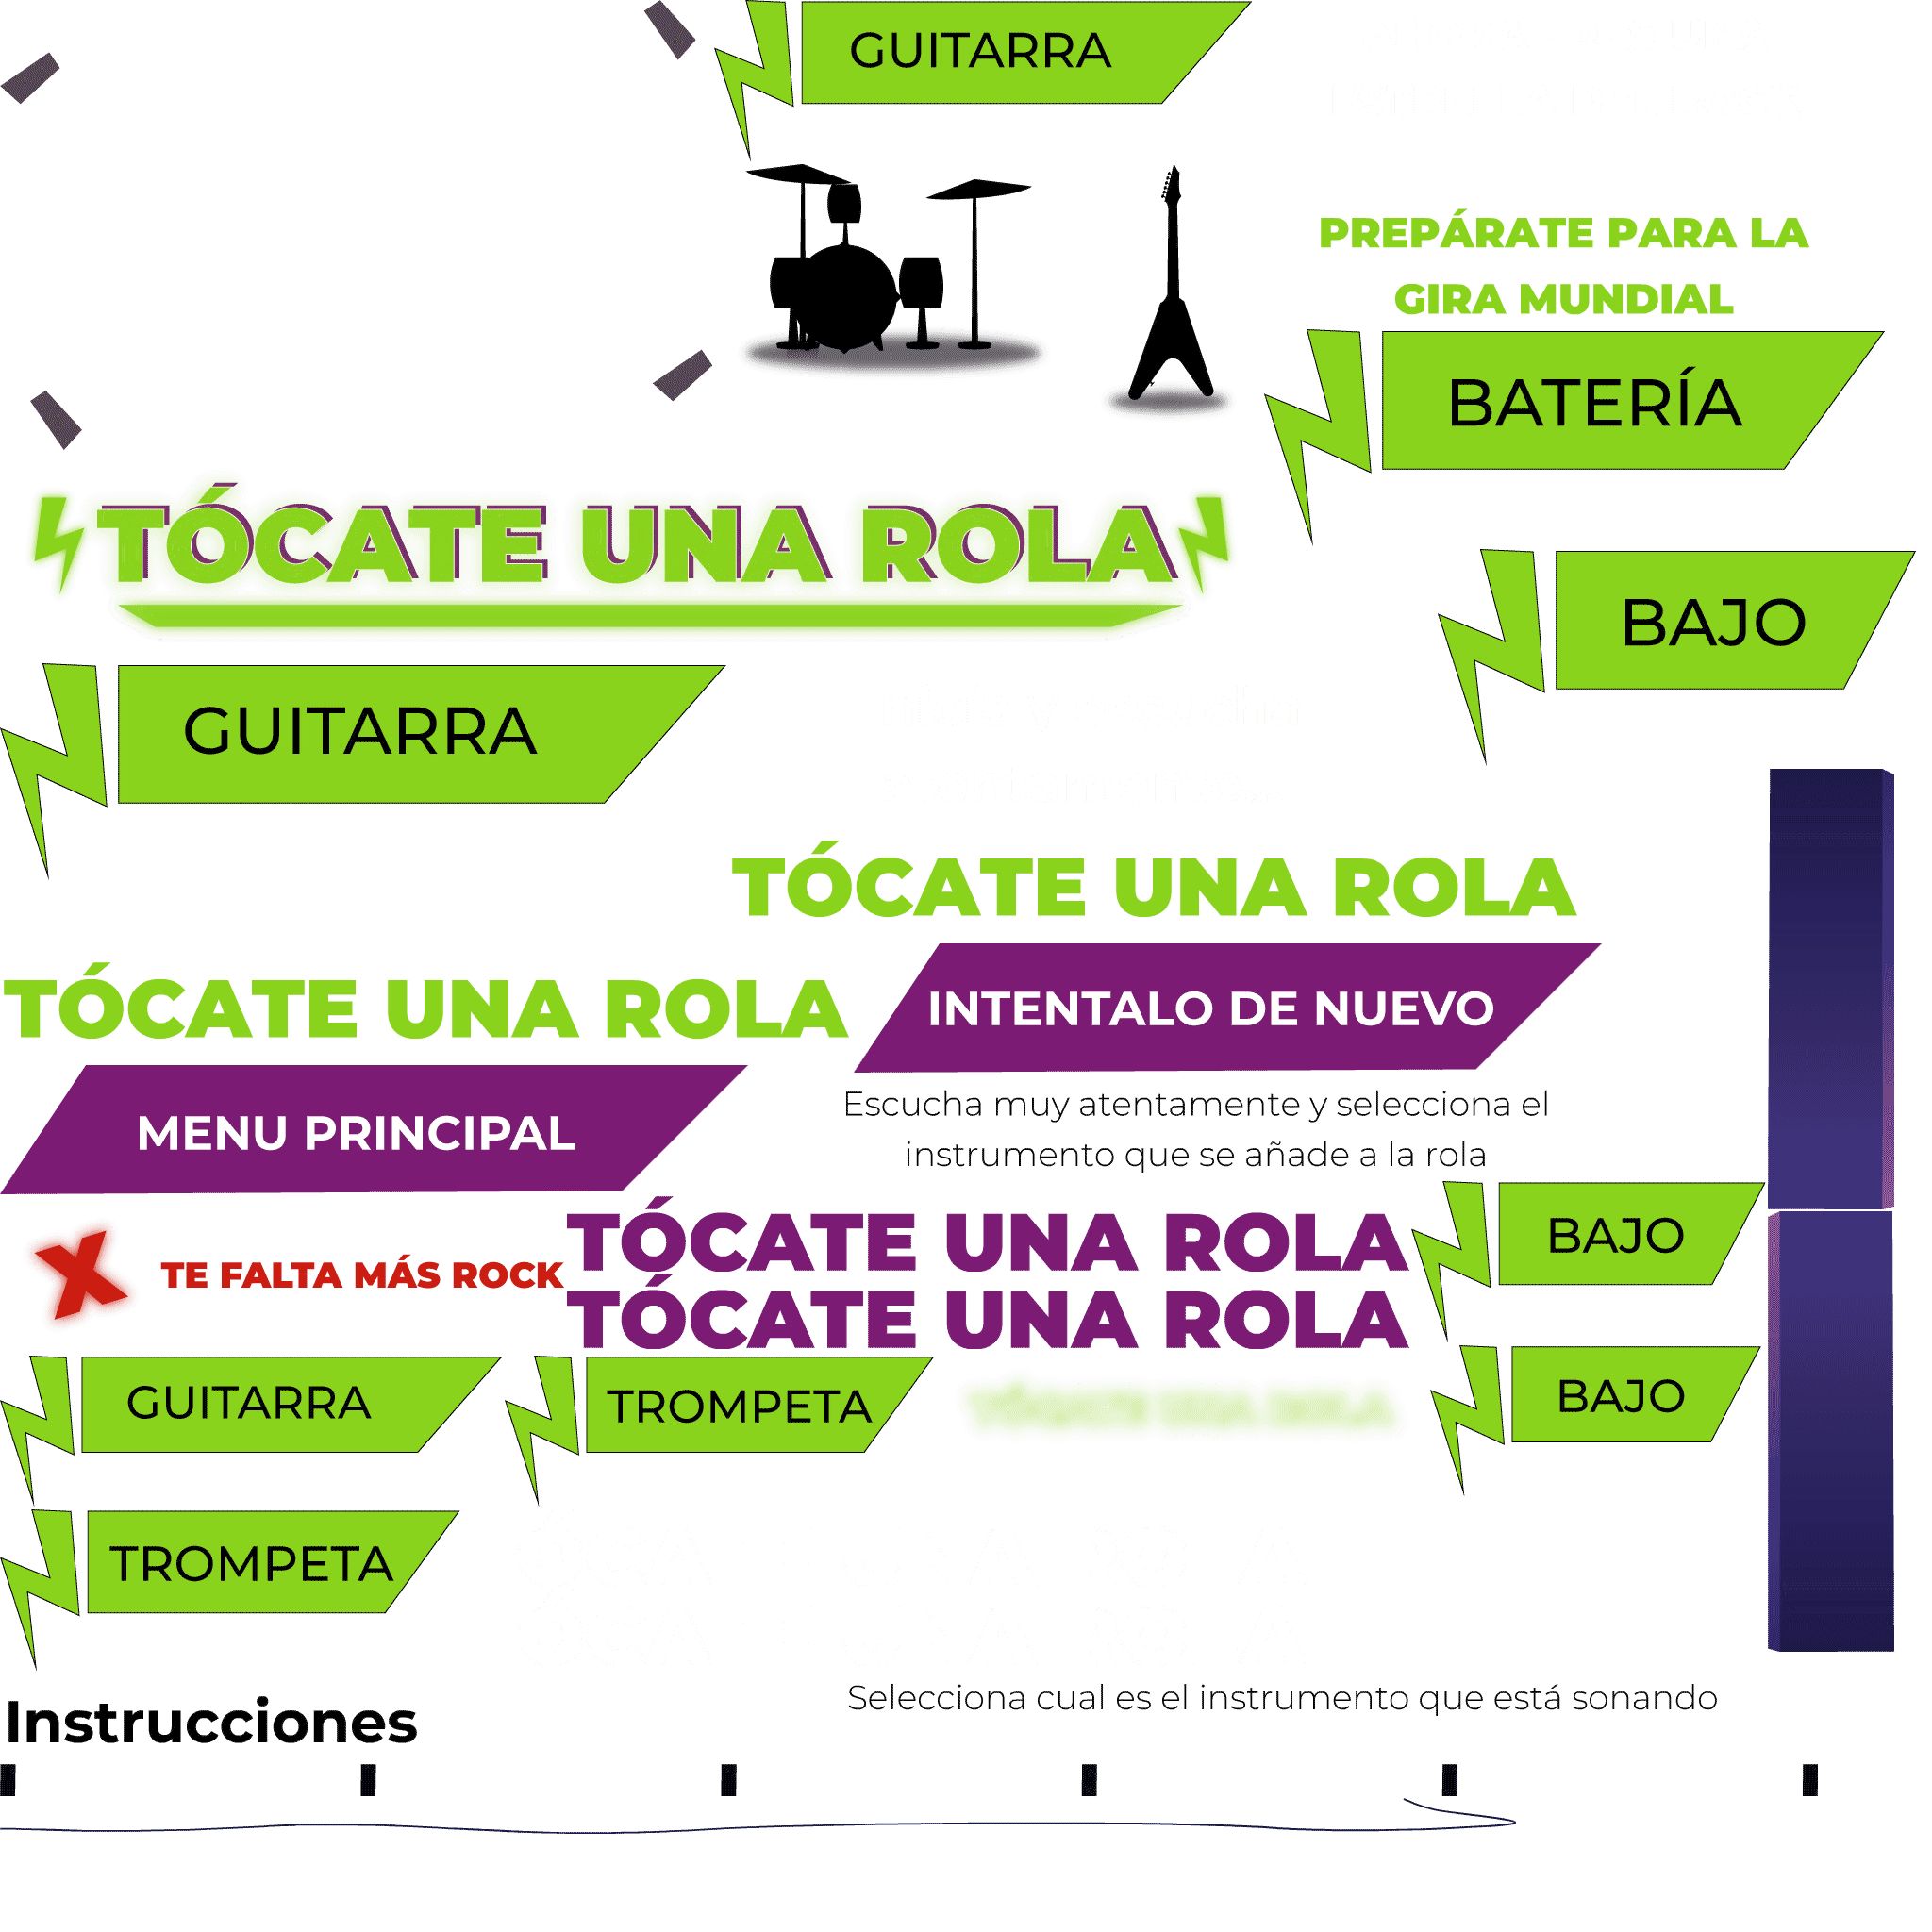 GUITARRA
PREPÁRATE PARA LA
GIRA MUNDIAL
BATERÍA
TÓCATE UNA ROLA
BAJO
GUITARRA
TÓCATE UNA ROLA
TÓCATE UNA ROLA
INTENTALO DE NUEVO
MENU PRINCIPAL
Escucha muy atentamente y selecciona el
instrumento que se añade a la rola
TÓCATE UNA ROLA
BAJO
X
TE FALTA MÁS ROCK
TÓCATE UNA ROLA
GUITARRA
TROMPETA
TÓCATE UNA ROLA
BAJO
TROMPETA
Selecciona cual es el instrumento que está sonando
Instrucciones